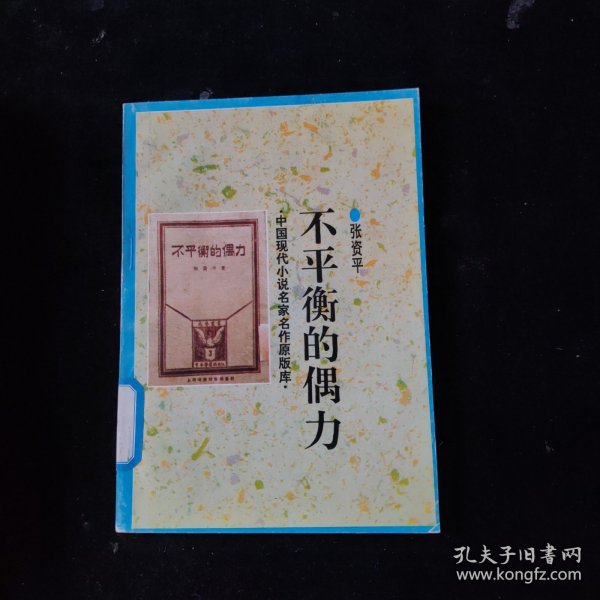 张资平
不平衡的偶力
中国现代小说名家名作原版库·
不平衡的偶力
孔夫子旧书网
www.kongfz.com